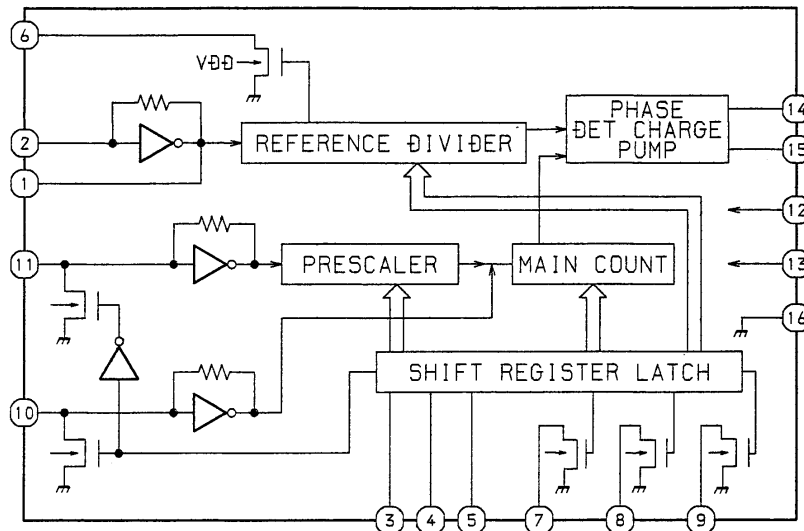 6
VDD
PHASE
DET CHARGE
PUMP
14
2
REFERENCE DIVIDER
15
1
12
11
PRESCALER
MAIN COUNT
13
16
SHIFT REGISTER LATCH
10
3
4
5
7
8
9